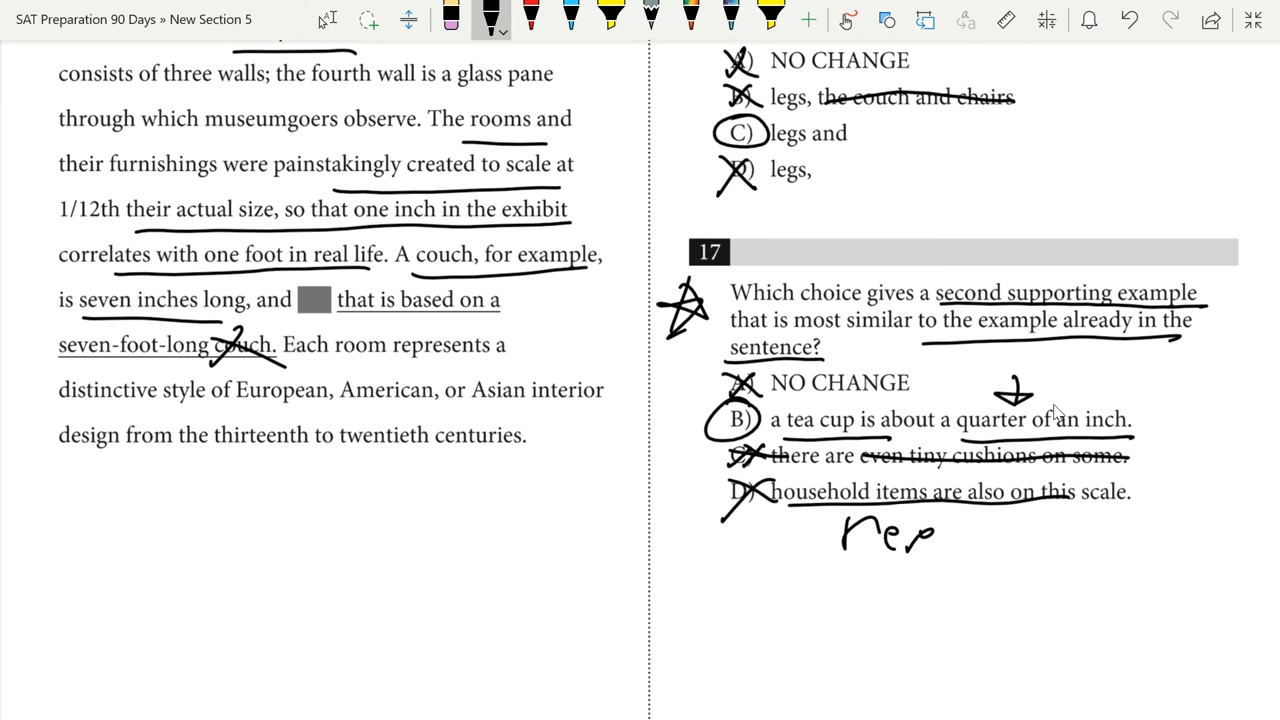 SAT Preparation 90 Days » New Section 5
consists of three walls; the fourth wall is a glass pane
through which museumgoers observe. The rooms and
their furnishings were painstakingly created to scale at
1/12th their actual size, so that one inch in the exhibit
correlates with one foot in real life. A couch, for example,
is seven inches long, and that is based on a
seven-foot-long couch. Each room represents a
distinctive style of European, American, or Asian interior
design from the thirteenth to twentieth centuries.
A) NO CHANGE
B) legs, the couch and chairs
C) legs and
D) legs,
17
Which choice gives a second supporting example
that is most similar to the example already in the
sentence?
A) NO CHANGE
B) a tea cup is about a quarter of an inch.
C) there are even tiny cushions on some.
D) household items are also on this scale.
rep